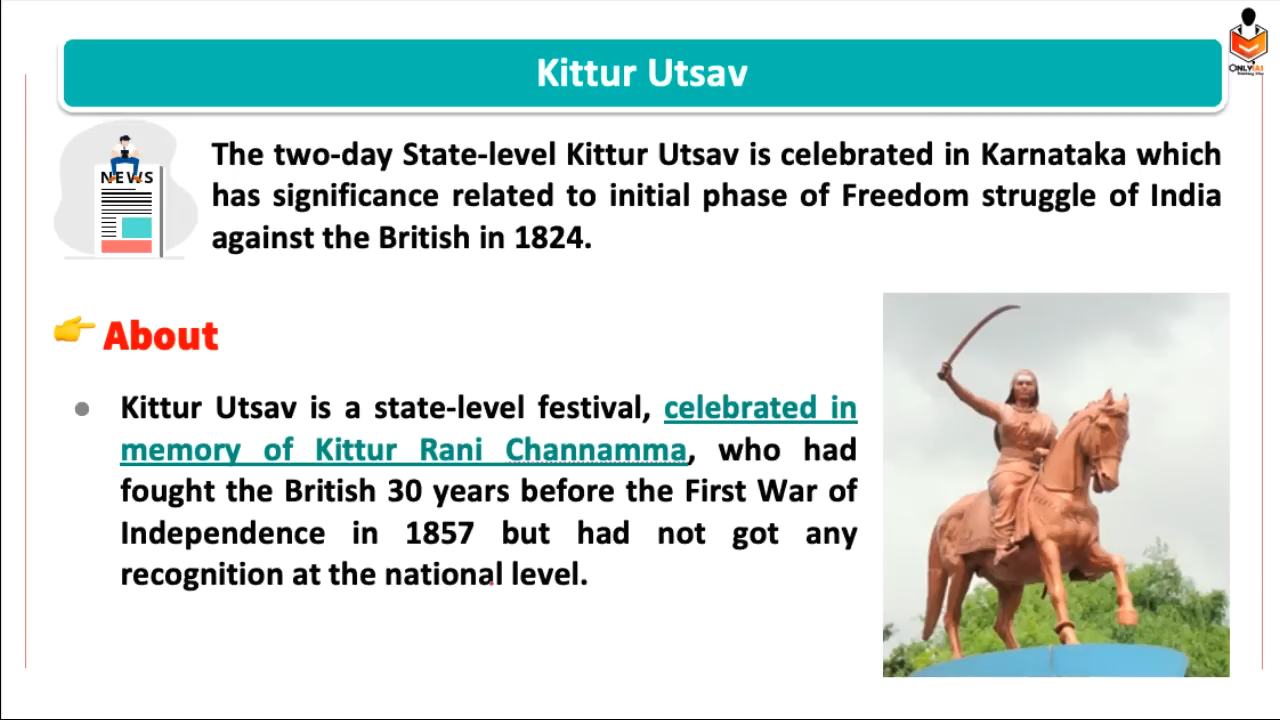 Kittur Utsav
ONLYIAS
NEWS
The two-day State-level Kittur Utsav is celebrated in Karnataka which
has significance related to initial phase of Freedom struggle of India
against the British in 1824.
About
Kittur Utsav is a state-level festival, celebrated in
memory of Kittur Rani Channamma, who had
fought the British 30 years before the First War of
Independence in 1857 but had not got any
recognition at the national level.